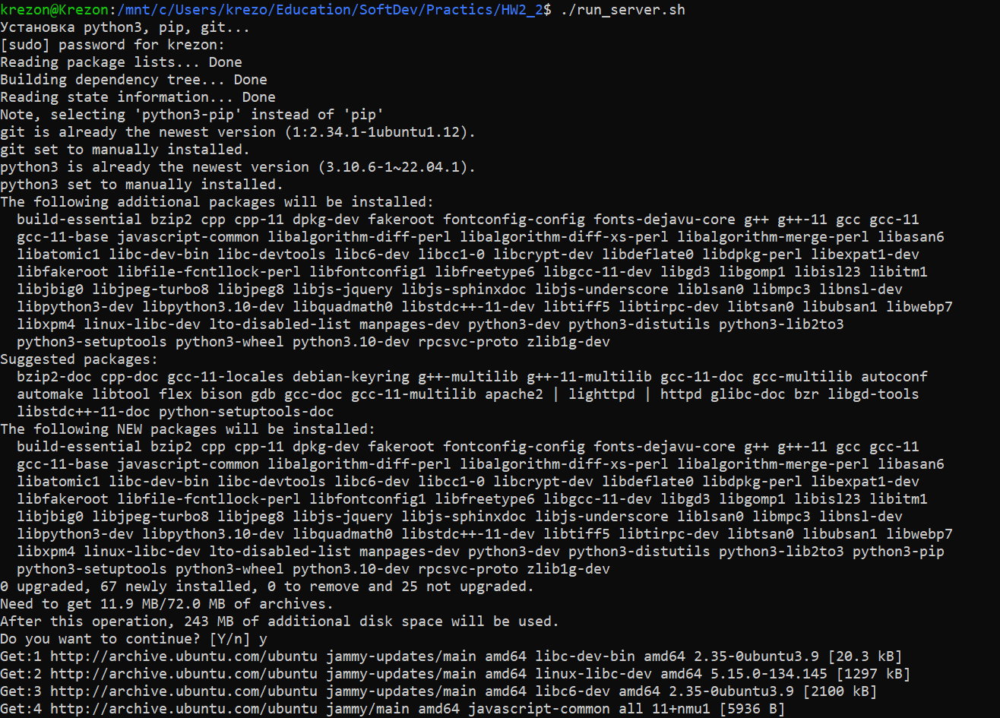 krezon@Krezon:/mnt/c/Users/krezo/Education/SoftDev/Practics/HW2_2$ ./run_server.sh
Установка python3, pip, git...
[sudo] password for krezon:
Reading package lists... Done
Building dependency tree... Done
Reading state information... Done
Note, selecting 'python3-pip' instead of 'pip'
git is already the newest version (1:2.34.1-1ubuntu1.12).
git set to manually installed.
python3 is already the newest version (3.10.6-1~22.04.1).
python3 set to manually installed.
The following additional packages will be installed:
  build-essential bzip2 cpp cpp-11 dpkg-dev fakeroot fontconfig-config fonts-dejavu-core g++ g++-11 gcc gcc-11
  gcc-11-base javascript-common libalgorithm-diff-perl libalgorithm-diff-xs-perl libalgorithm-merge-perl libasan6
  libatomic1 libc-dev-bin libc-devtools libc6-dev libcc1-0 libcrypt-dev libdeflate0 libdpkg-perl libexpat1-dev
  libfakeroot libfile-fcntllock-perl libfontconfig1 libfreetype6 libgcc-11-dev libgd3 libgomp1 libisl23 libitm1
  libjbig0 libjpeg-turbo8 libjpeg8 libjs-jquery libjs-sphinxdoc libjs-underscore liblsan0 libmpc3 libnsl-dev
  libpython3-dev libpython3.10-dev libquadmath0 libstdc++-11-dev libtiff5 libtirpc-dev libtsan0 libubsan1 libwebp7
  libxpm4 linux-libc-dev lto-disabled-list manpages-dev python3-dev python3-distutils python3-lib2to3
  python3-setuptools python3-wheel python3.10-dev rpcsvc-proto zlib1g-dev
Suggested packages:
  bzip2-doc cpp-doc gcc-11-locales debian-keyring g++-multilib g++-11-multilib gcc-11-doc gcc-multilib autoconf
  automake libtool flex bison gdb gcc-doc gcc-11-multilib apache2 | lighttpd | httpd glibc-doc bzr libgd-tools
  libstdc++-11-doc python-setuptools-doc
The following NEW packages will be installed:
  build-essential bzip2 cpp cpp-11 dpkg-dev fakeroot fontconfig-config fonts-dejavu-core g++ g++-11 gcc gcc-11
  gcc-11-base javascript-common libalgorithm-diff-perl libalgorithm-diff-xs-perl libalgorithm-merge-perl libasan6
  libatomic1 libc-dev-bin libc-devtools libc6-dev libcc1-0 libcrypt-dev libdeflate0 libdpkg-perl libexpat1-dev
  libfakeroot libfile-fcntllock-perl libfontconfig1 libfreetype6 libgcc-11-dev libgd3 libgomp1 libisl23 libitm1
  libjbig0 libjpeg-turbo8 libjpeg8 libjs-jquery libjs-sphinxdoc libjs-underscore liblsan0 libmpc3 libnsl-dev
  libpython3-dev libpython3.10-dev libquadmath0 libstdc++-11-dev libtiff5 libtirpc-dev libtsan0 libubsan1 libwebp7
  libxpm4 linux-libc-dev lto-disabled-list manpages-dev python3-dev python3-distutils python3-lib2to3 python3-pip
  python3-setuptools python3-wheel python3.10-dev rpcsvc-proto zlib1g-dev
0 upgraded, 67 newly installed, 0 to remove and 25 not upgraded.
Need to get 11.9 MB/72.0 MB of archives.
After this operation, 243 MB of additional disk space will be used.
Do you want to continue? [Y/n] y
Get:1 http://archive.ubuntu.com/ubuntu jammy-updates/main amd64 libc-dev-bin amd64 2.35-0ubuntu3.9 [20.3 kB]
Get:2 http://archive.ubuntu.com/ubuntu jammy-updates/main amd64 linux-libc-dev amd64 5.15.0-134.145 [1297 kB]
Get:3 http://archive.ubuntu.com/ubuntu jammy-updates/main amd64 libc6-dev amd64 2.35-0ubuntu3.9 [2100 kB]
Get:4 http://archive.ubuntu.com/ubuntu jammy/main amd64 javascript-common all 11+nmu1 [5936 B]